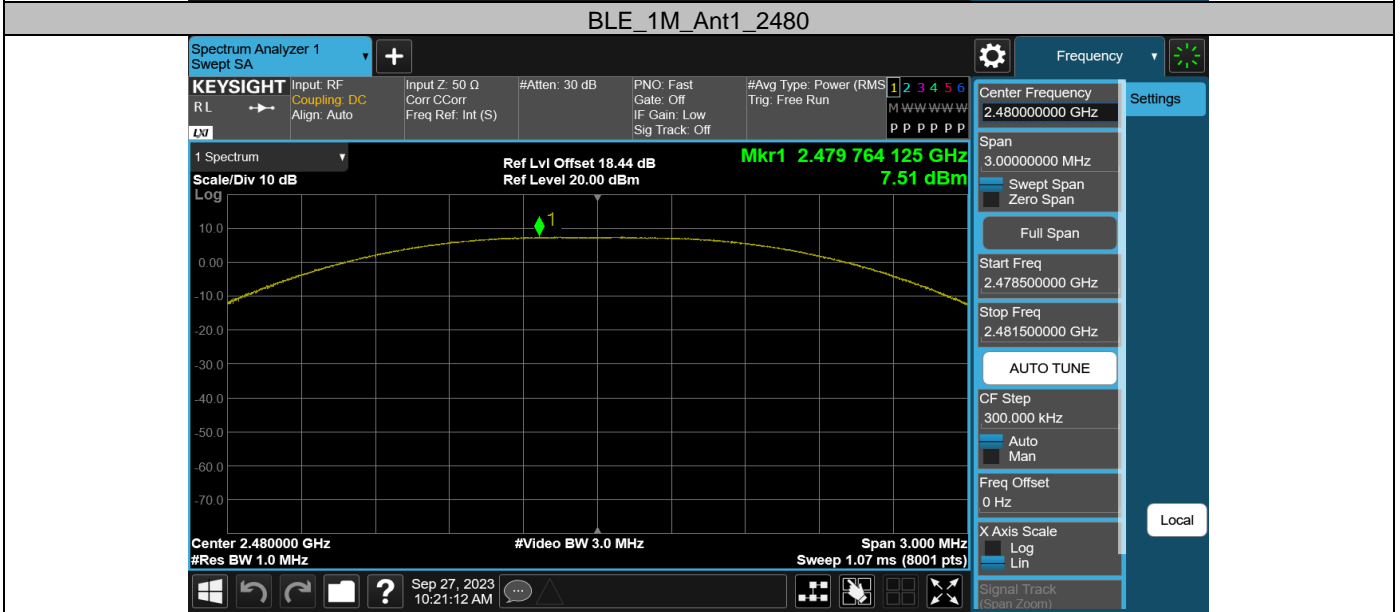 BLE_1M_Ant1_2480
Spectrum Analyzer 1
Swept SA
+
Frequency
KEYSIGHT
RL
LXI
Input: RF
Coupling: DC
Align: Auto
Input Z: 50 Ω
Corr CCorr
Freq Ref: Int (S)
#Atten: 30 dB
PNO: Fast
Gate: Off
IF Gain: Low
Sig Track: Off
#Avg Type: Power (RMS
Trig: Free Run
1 2 3 4 5 6
M W W W W W
P P P P P P
1 Spectrum
Scale/Div 10 dB
Log
Ref Lvl Offset 18.44 dB
Ref Level 20.00 dBm
Mkr1 2.479 764 125 GHz
7.51 dBm
1
10.0
0.00
-10.0
-20.0
-30.0
-40.0
-50.0
-60.0
-70.0
Center 2.480000 GHz
#Res BW 1.0 MHz
#Video BW 3.0 MHz
Span 3.000 MHz
Sweep 1.07 ms (8001 pts)
Center Frequency
2.480000000 GHz
Span
3.00000000 MHz
Swept Span
Zero Span
Full Span
Start Freq
2.478500000 GHz
Stop Freq
2.481500000 GHz
AUTO TUNE
CF Step
300.000 kHz
Auto
Man
Freq Offset
0 Hz
X Axis Scale
Log
Lin
Signal Track
(Span Zoom)
Settings
Local
?
Sep 27, 2023
10:21:12 AM